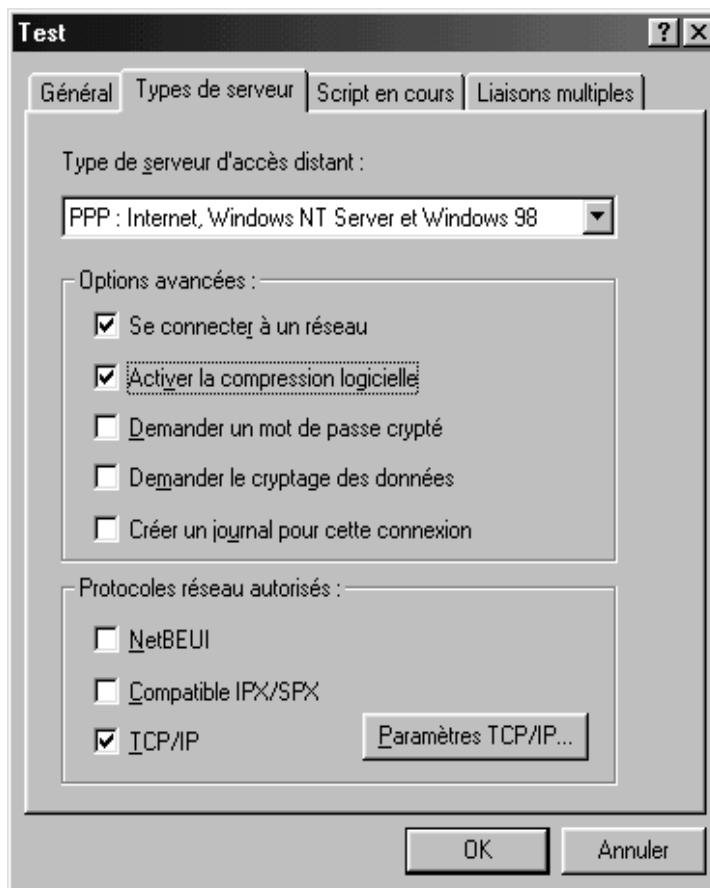 Test
Général
Types de serveur
Script en cours
Liaisons multiples
Type de serveur d'accès distant :
PPP : Internet, Windows NT Server et Windows 98
Options avancées :
Se connecter à un réseau
Activer la compression logicielle
Demander un mot de passe crypté
Demander le cryptage des données
Créer un journal pour cette connexion
Protocoles réseau autorisés :
NetBEUI
Compatible IPX/SPX
TCP/IP
Paramètres TCP/IP...
OK
Annuler